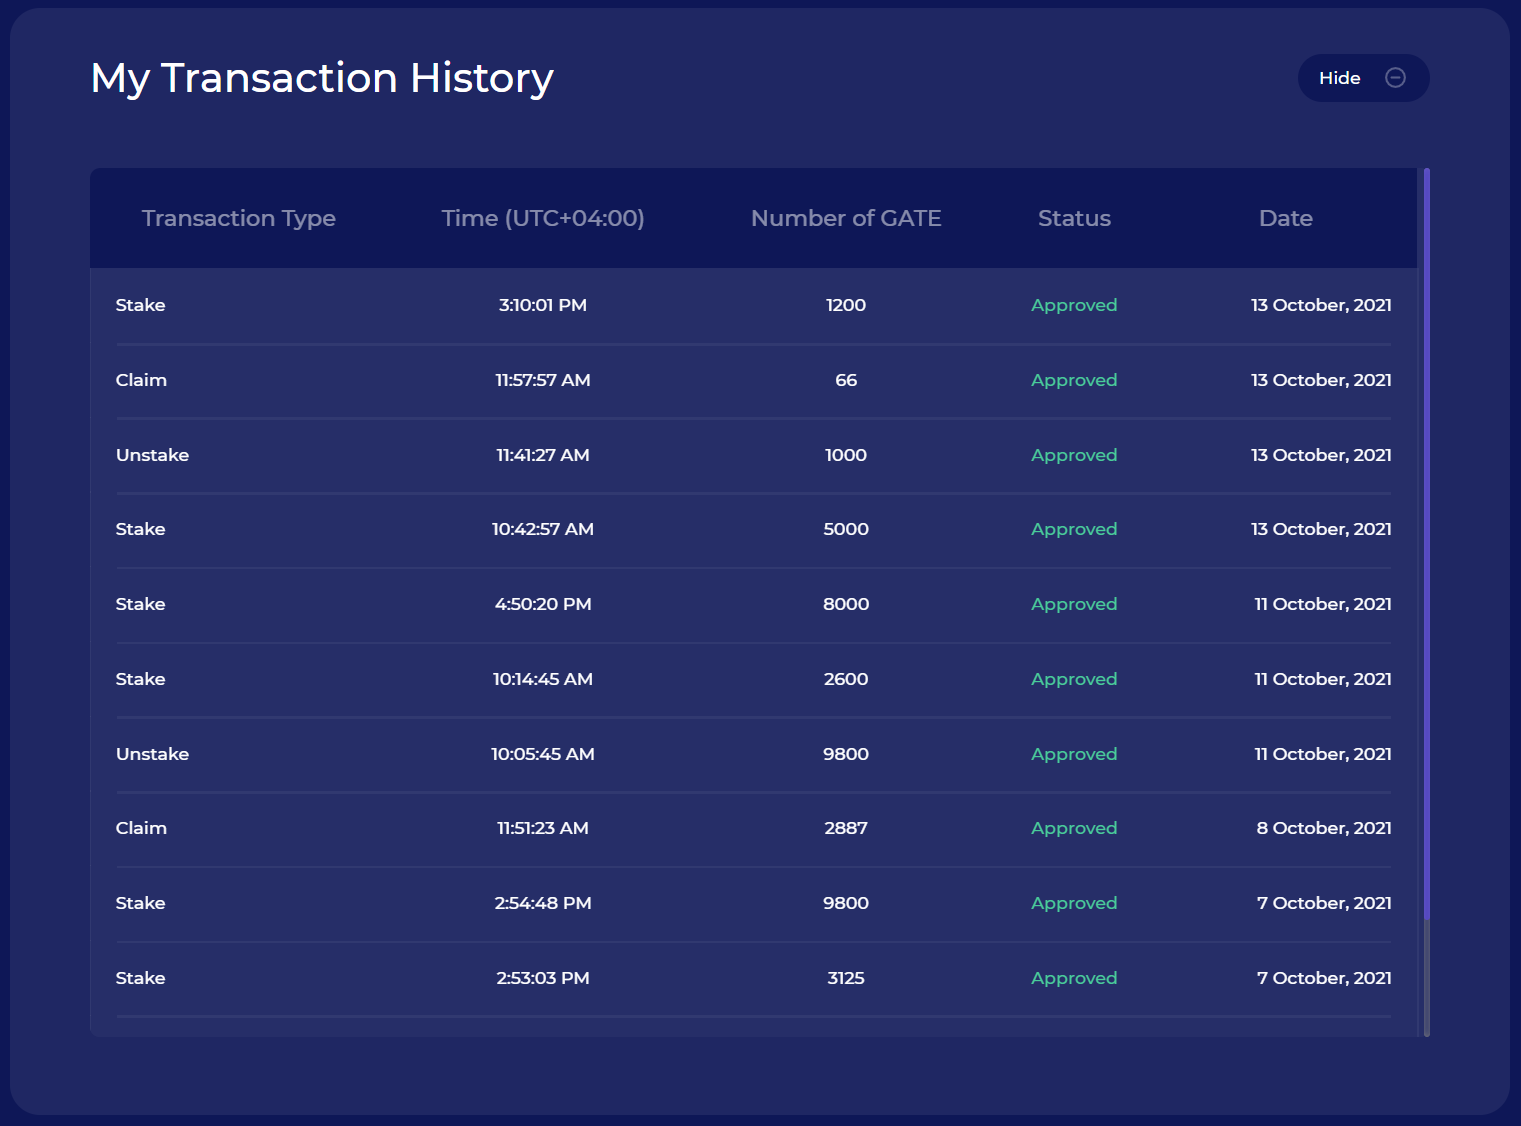 My Transaction History
Hide
Transaction Type Time (UTC+04:00) Number of GATE Status Date
Stake 3:10:01 PM 1200 Approved 13 October, 2021
Claim 11:57:57 AM 66 Approved 13 October, 2021
Unstake 11:41:27 AM 1000 Approved 13 October, 2021
Stake 10:42:57 AM 5000 Approved 13 October, 2021
Stake 4:50:20 PM 8000 Approved 11 October, 2021
Stake 10:14:45 AM 2600 Approved 11 October, 2021
Unstake 10:05:45 AM 9800 Approved 11 October, 2021
Claim 11:51:23 AM 2887 Approved 8 October, 2021
Stake 2:54:48 PM 9800 Approved 7 October, 2021
Stake 2:53:03 PM 3125 Approved 7 October, 2021